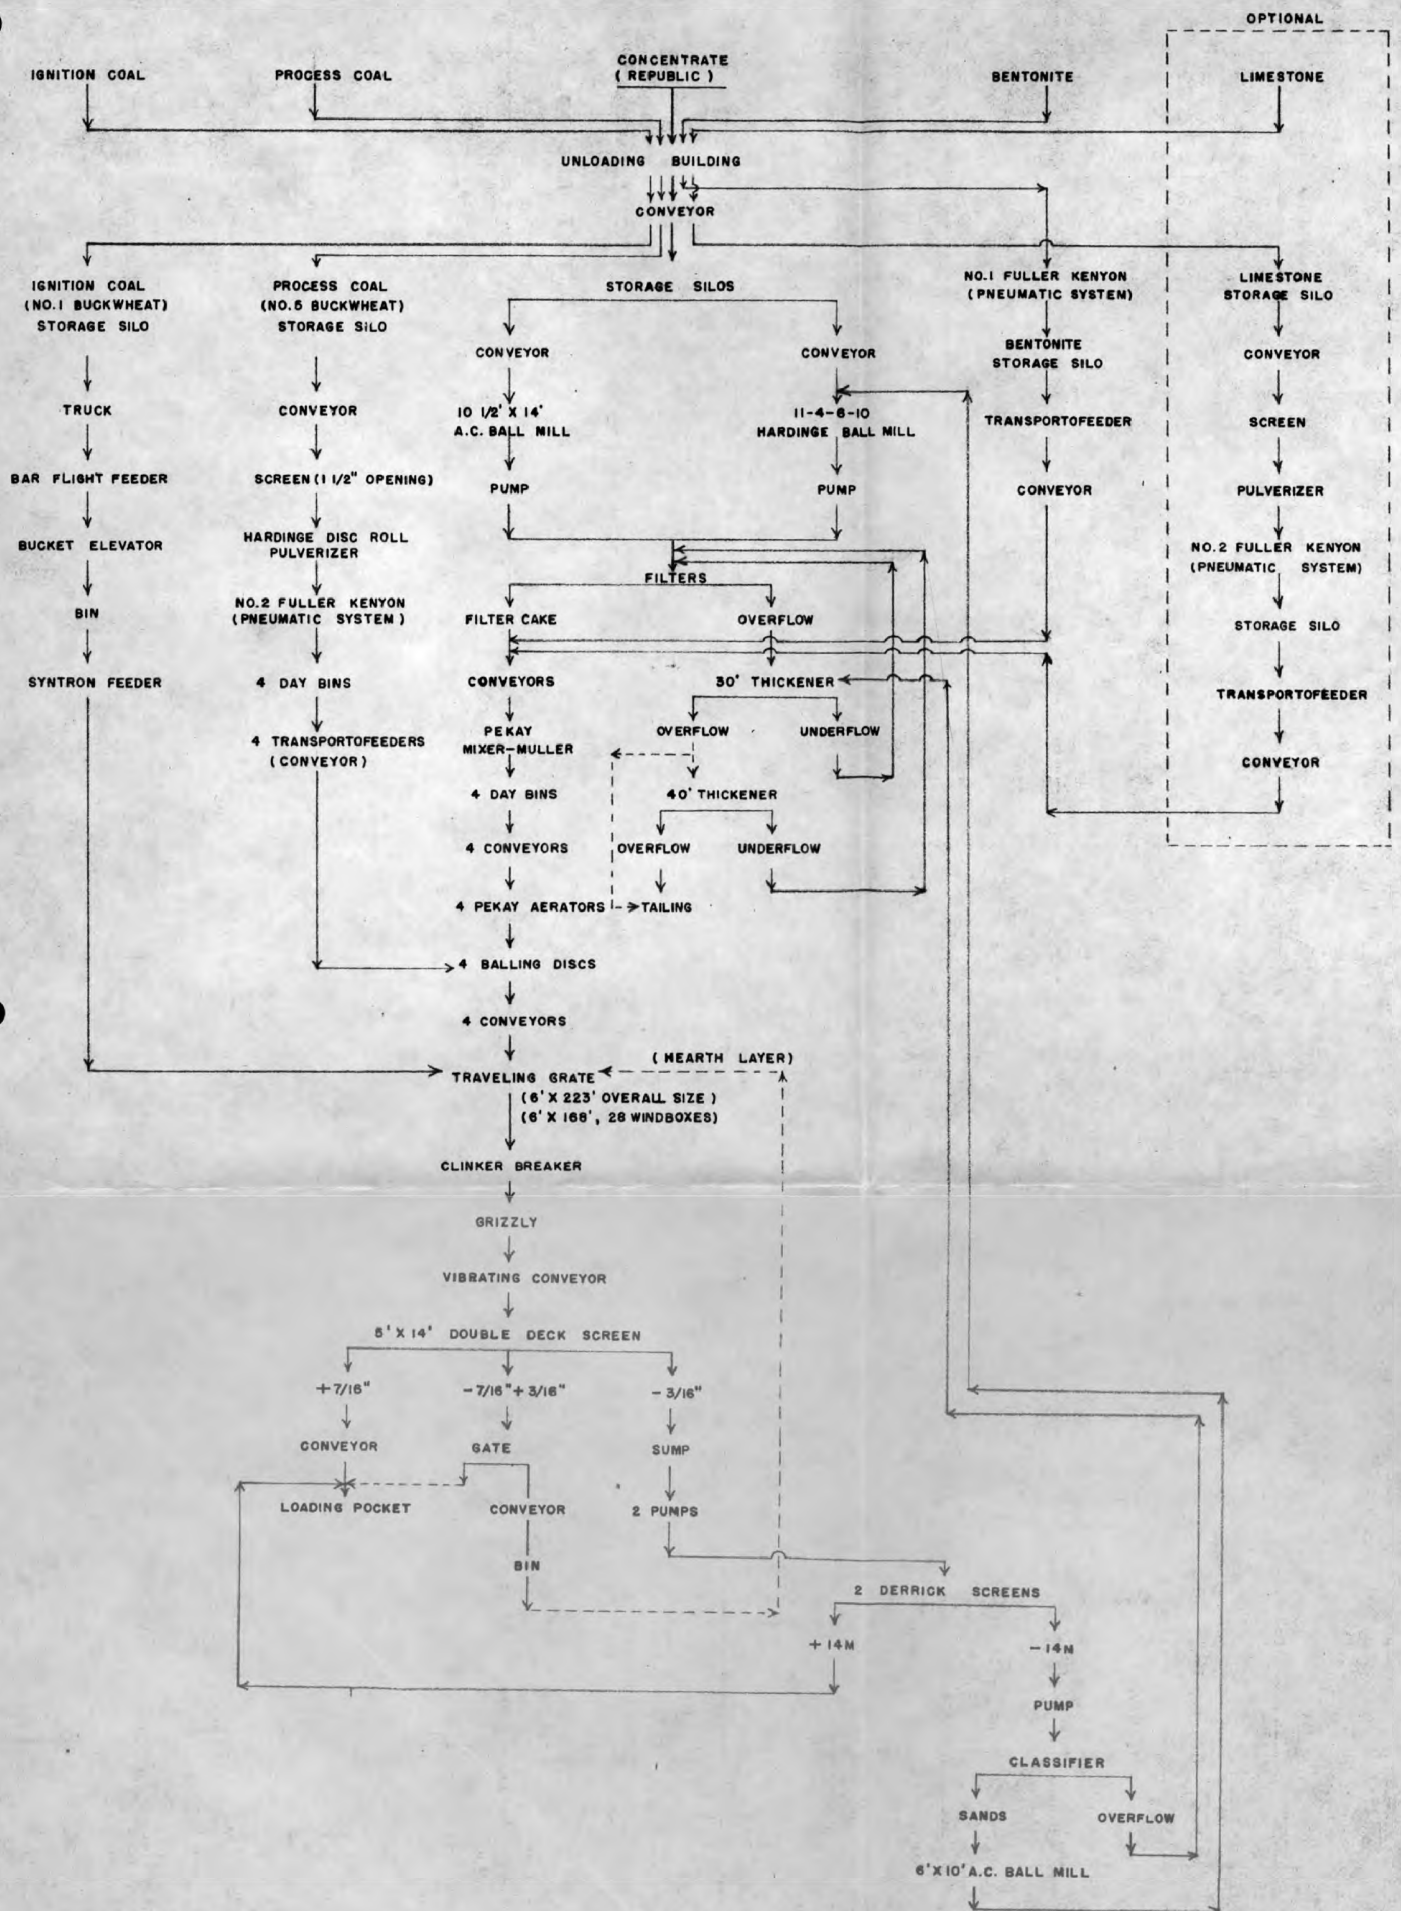 OPTIONAL
IGNITION COAL
PROCESS COAL
CONCENTRATE
( REPUBLIC )
BENTONITE
LIMESTONE
UNLOADING BUILDING
CONVEYOR
IGNITION COAL
(NO.1 BUCKWHEAT)
STORAGE SILO
PROCESS COAL
(NO.5 BUCKWHEAT)
STORAGE SILO
STORAGE SILOS
NO.1 FULLER KENYON
(PNEUMATIC SYSTEM)
LIMESTONE
STORAGE SILO
CONVEYOR
CONVEYOR
BENTONITE
STORAGE SILO
CONVEYOR
TRUCK
CONVEYOR
10 1/2' X 14'
A.C. BALL MILL
11-4-6-10
HARDINGE BALL MILL
TRANSPORTOFEEDER
SCREEN
BAR FLIGHT FEEDER
SCREEN (1 1/2" OPENING)
PUMP
PUMP
CONVEYOR
PULVERIZER
BUCKET ELEVATOR
HARDINGE DISC ROLL
PULVERIZER
NO.2 FULLER KENYON
(PNEUMATIC SYSTEM)
FILTERS
BIN
NO.2 FULLER KENYON
(PNEUMATIC SYSTEM )
FILTER CAKE
OVERFLOW
STORAGE SILO
SYNTRON FEEDER
4 DAY BINS
CONVEYORS
30' THICKENER
TRANSPORTOFEEDER
4 TRANSPORTOFEEDERS
( CONVEYOR )
PEKAY
MIXER-MULLER
OVERFLOW
UNDERFLOW
CONVEYOR
4 DAY BINS
40' THICKENER
4 CONVEYORS
OVERFLOW
UNDERFLOW
4 PEKAY AERATORS
TAILING
4 BALLING DISCS
4 CONVEYORS
( HEARTH LAYER)
TRAVELING GRATE
(6' X 223' OVERALL SIZE )
(6' X 168', 28 WINDBOXES)
CLINKER BREAKER
GRIZZLY
VIBRATING CONVEYOR
5' X 14' DOUBLE DECK SCREEN
+ 7/16"
- 7/16" + 3/16"
- 3/16"
CONVEYOR
GATE
SUMP
LOADING POCKET
CONVEYOR
2 PUMPS
BIN
2 DERRICK SCREENS
+ 14M
- 14M
PUMP
CLASSIFIER
SANDS
OVERFLOW
6' X 10' A.C. BALL MILL